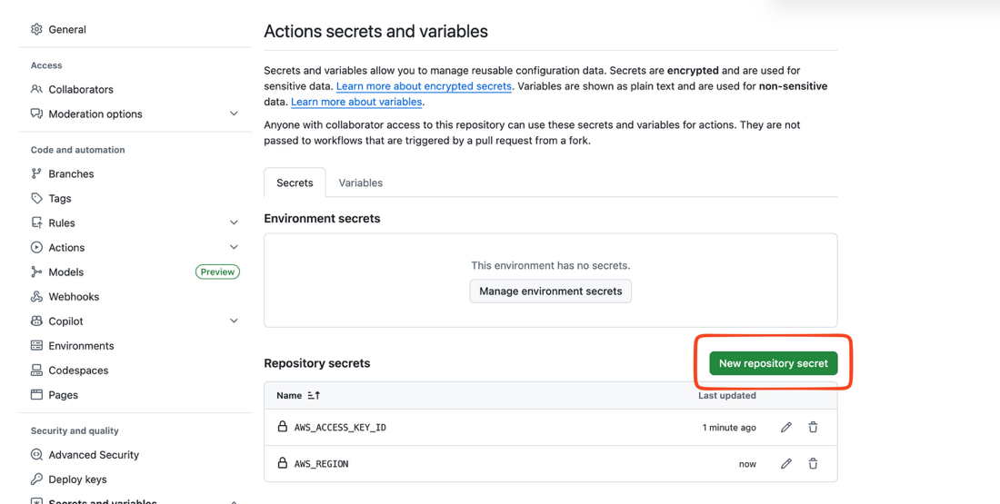 General
Access
Collaborators
Moderation options
Code and automation
Branches
Tags
Rules
Actions
Models Preview
Webhooks
Copilot
Environments
Codespaces
Pages
Security and quality
Advanced Security
Deploy keys
Secrets and variables
Actions secrets and variables
Secrets and variables allow you to manage reusable configuration data. Secrets are encrypted and are used for
sensitive data. Learn more about encrypted secrets. Variables are shown as plain text and are used for non-sensitive
data. Learn more about variables.
Anyone with collaborator access to this repository can use these secrets and variables for actions. They are not
passed to workflows that are triggered by a pull request from a fork.
Secrets Variables
Environment secrets
This environment has no secrets.
Manage environment secrets
Repository secrets New repository secret
Name Last updated
AWS_ACCESS_KEY_ID 1 minute ago
AWS_REGION now